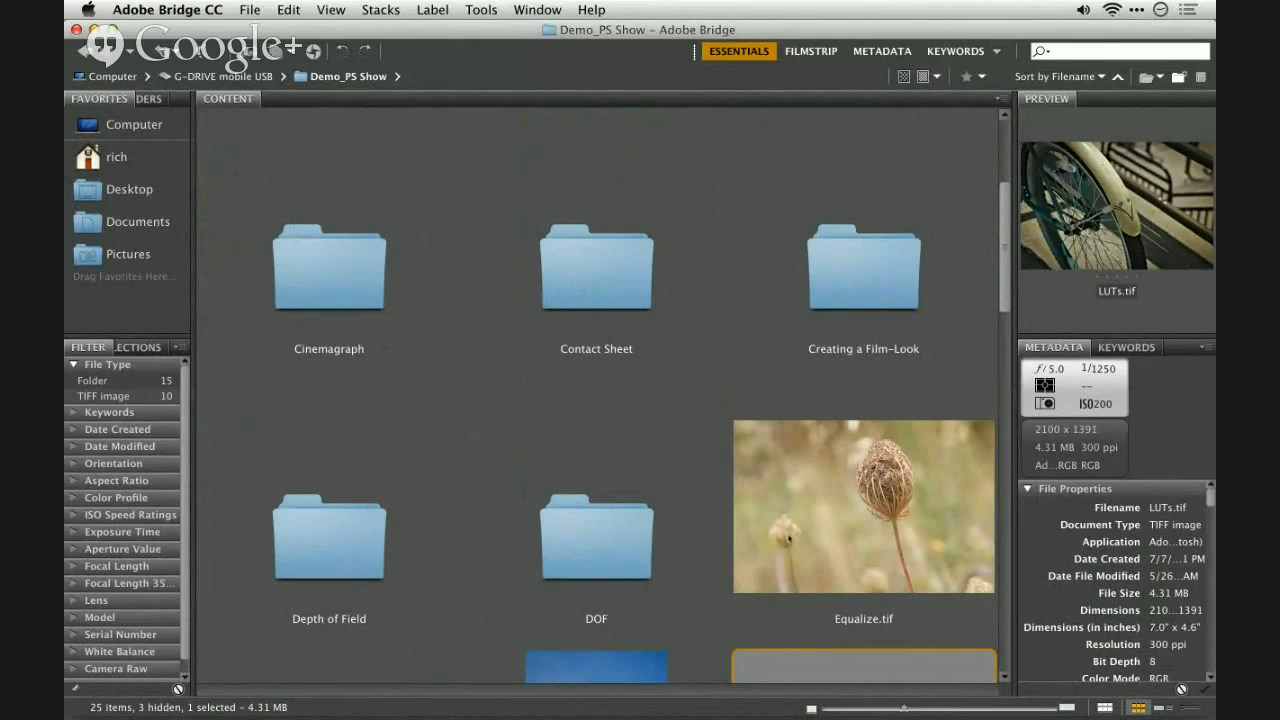 Adobe Bridge CC File Edit View Stacks Label Tools Window Help
Demo_PS Show – Adobe Bridge
Google+
ESSENTIALS FILMSTRIP METADATA KEYWORDS
Computer G-DRIVE mobile USB Demo_PS Show
Sort by Filename
FAVORITES DERS
Computer
rich
Desktop
Documents
Pictures
Drag Favorites Here...
FILTER LECTIONS
File Type
Folder 15
TIFF image 10
Keywords
Date Created
Date Modified
Orientation
Aspect Ratio
Color Profile
ISO Speed Ratings
Exposure Time
Aperture Value
Focal Length
Focal Length 35...
Lens
Model
Serial Number
White Balance
Camera Raw
CONTENT
Cinemagraph
Contact Sheet
Creating a Film-Look
Depth of Field
DOF
Equalize.tif
PREVIEW
LUTs.tif
METADATA KEYWORDS
f/5.0 1/1250
--
ISO200
2100 x 1391
4.31 MB 300 ppi
Ad...RGB RGB
File Properties
Filename LUTs.tif
Document Type TIFF image
Application Ado...tosh)
Date Created 7/7/...1 PM
Date File Modified 5/26...AM
File Size 4.31 MB
Dimensions 210...1391
Dimensions (in inches) 7.0" x 4.6"
Resolution 300 ppi
Bit Depth 8
Color Mode RGB
25 items, 3 hidden, 1 selected – 4.31 MB